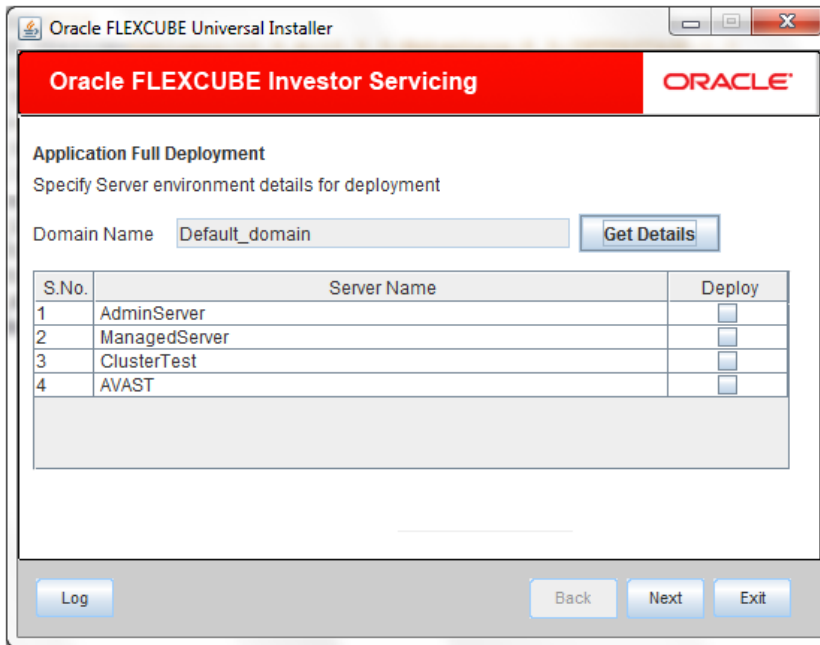 Oracle FLEXCUBE Universal Installer
Oracle FLEXCUBE Investor Servicing
ORACLE
Application Full Deployment
Specify Server environment details for deployment
Domain Name Default_domain Get Details
S.No. Server Name Deploy
1 AdminServer
2 ManagedServer
3 ClusterTest
4 AVAST
Log Back Next Exit